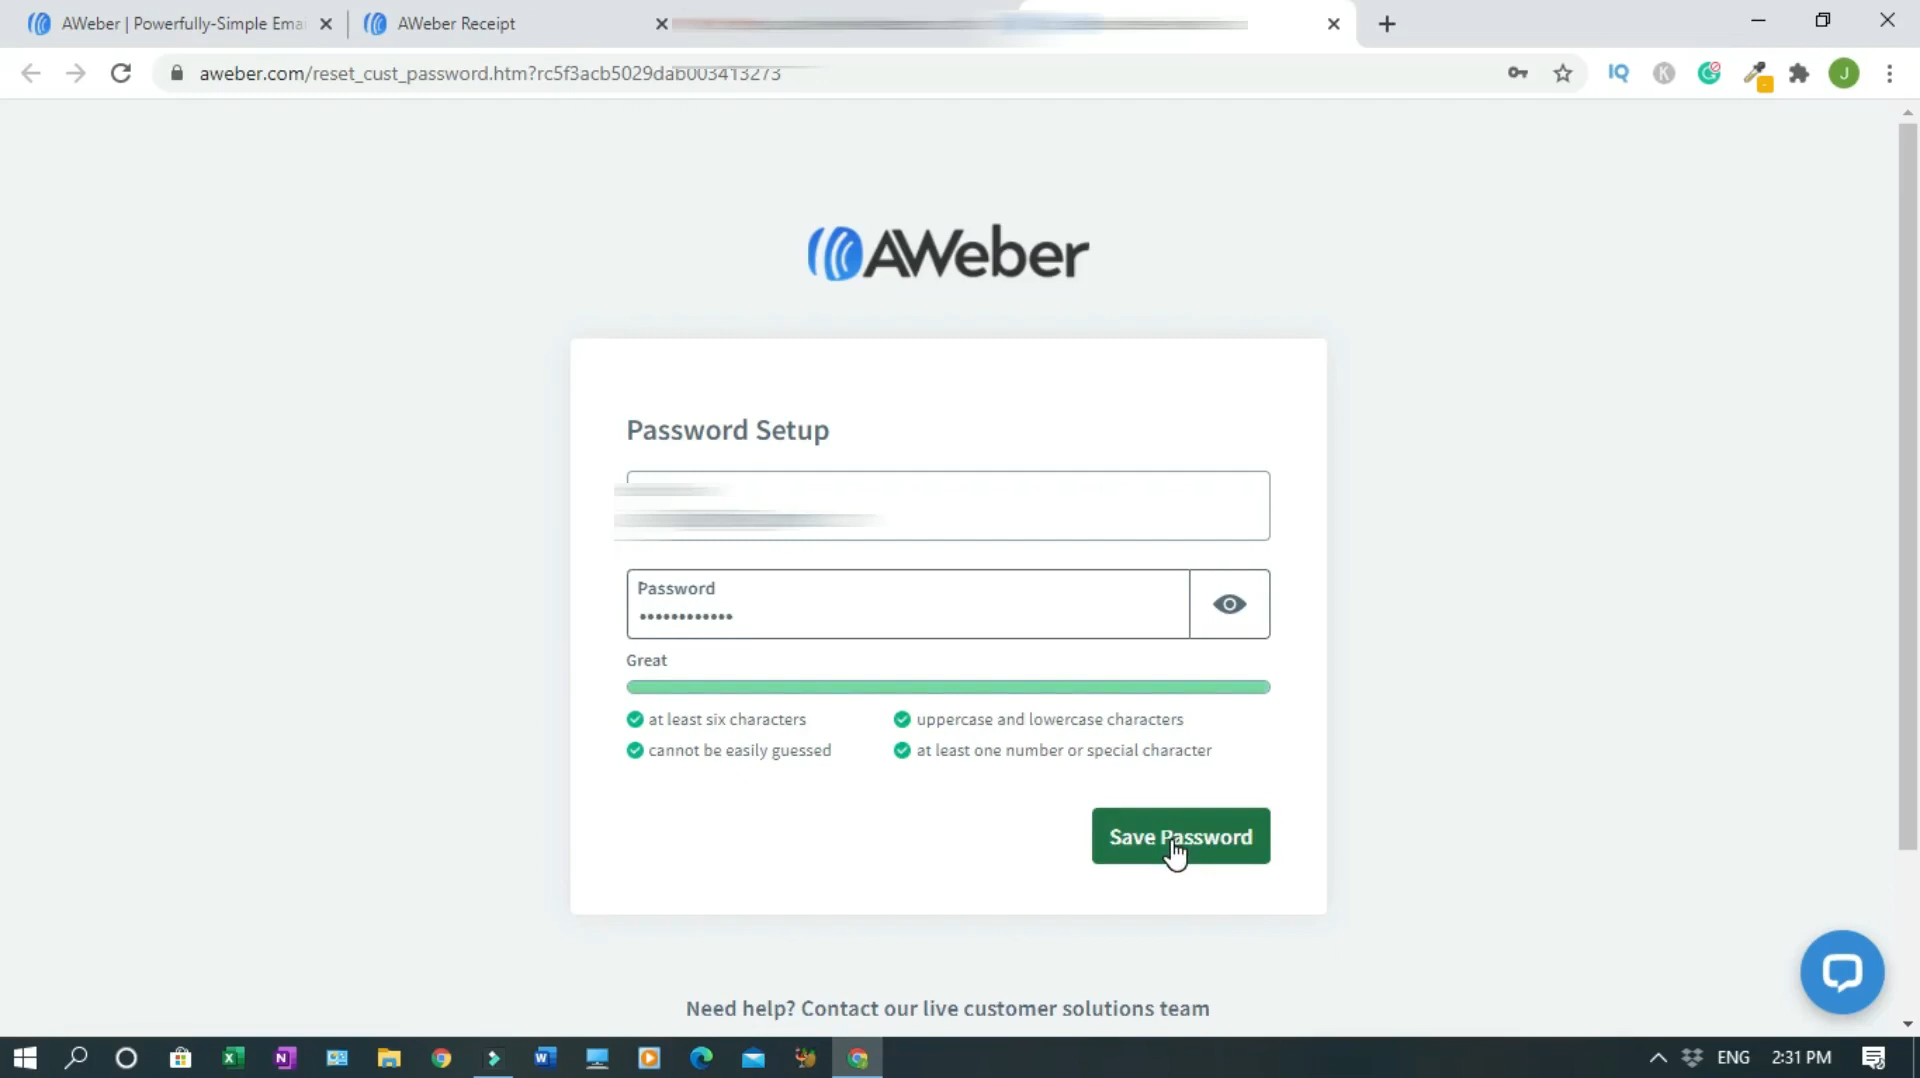 AWeber | Powerfully-Simple Emai
AWeber Receipt
aweber.com/reset_cust_password.htm?rc5f3acb5029dab003413273
IQ
K
J
AWeber
Password Setup
Password
••••••••••••
Great
at least six characters
uppercase and lowercase characters
cannot be easily guessed
at least one number or special character
Save Password
Need help? Contact our live customer solutions team
ENG
2:31 PM